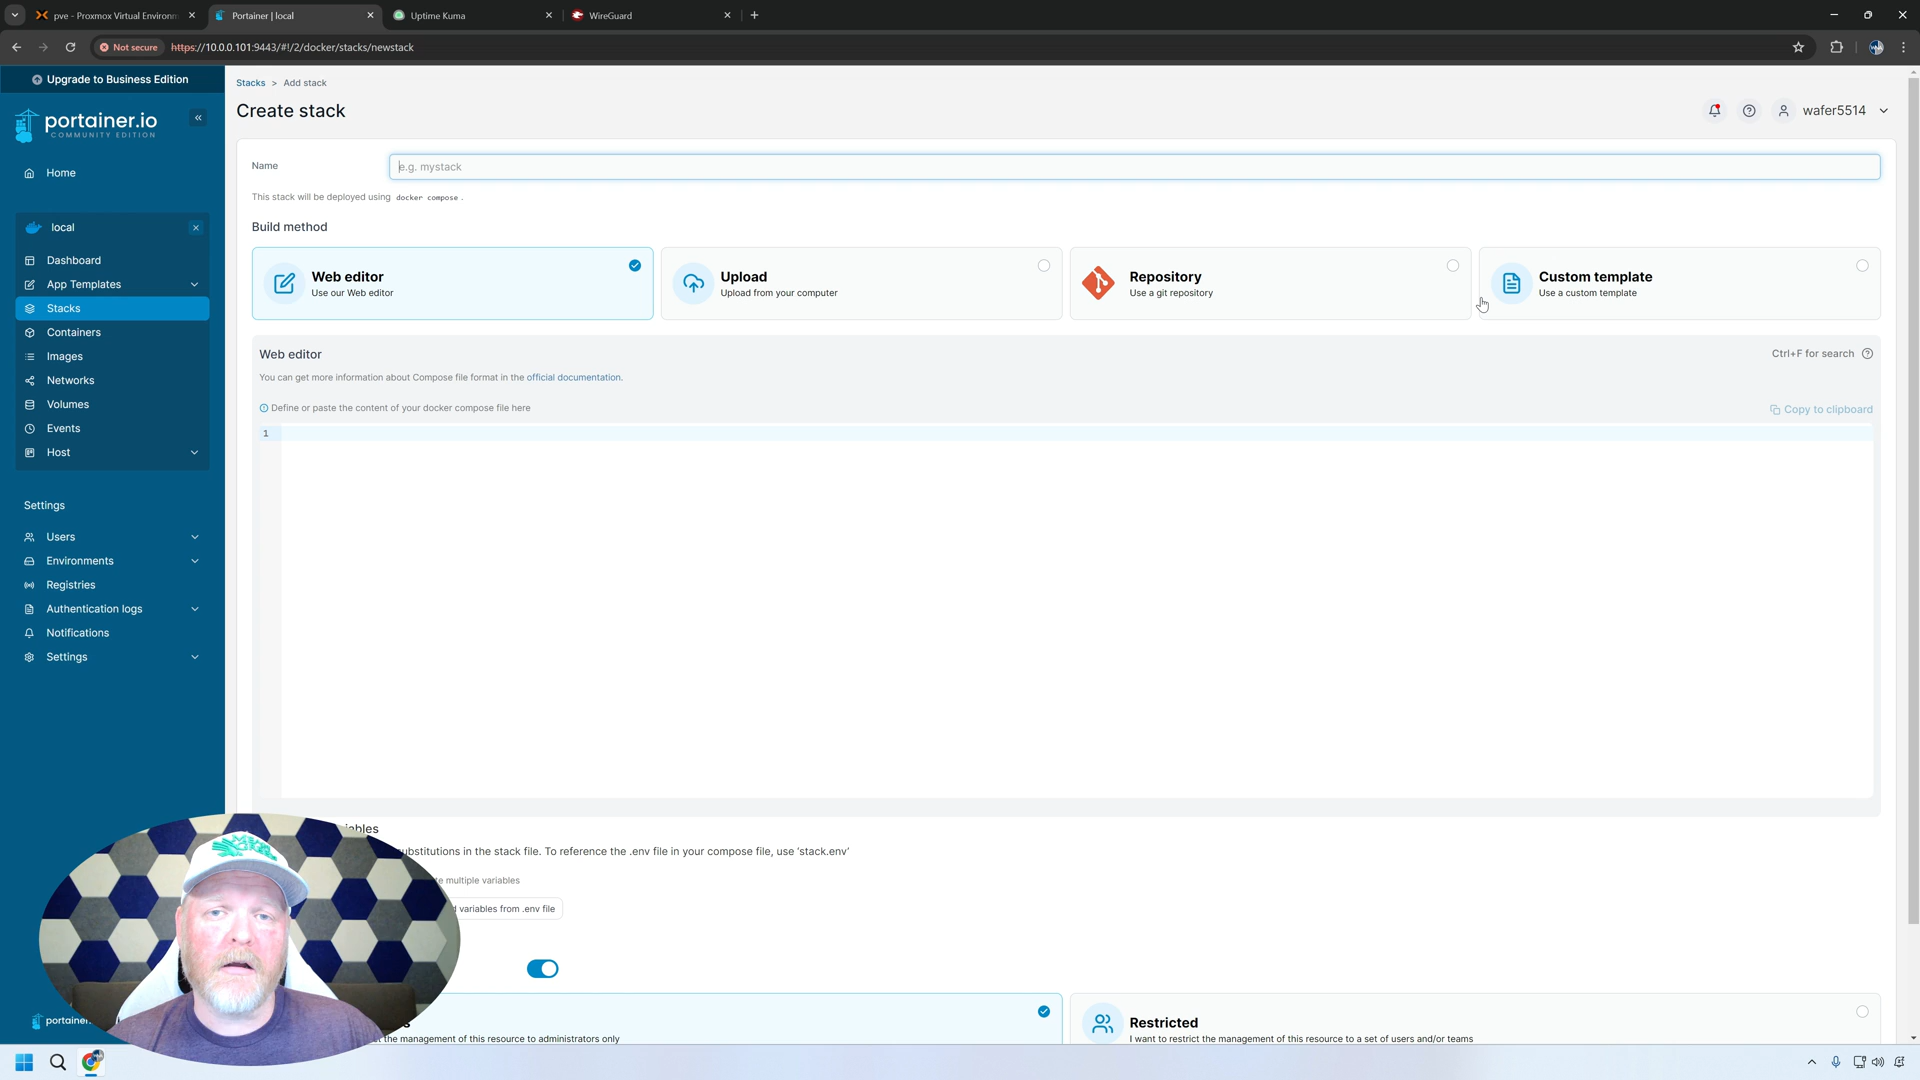 pve - Proxmox Virtual Environm
Portainer | local
Uptime Kuma
WireGuard
Not secure
https://10.0.0.101:9443/#!/2/docker/stacks/newstack
Upgrade to Business Edition
portainer.io
COMMUNITY EDITION
Home
local
Dashboard
App Templates
Stacks
Containers
Images
Networks
Volumes
Events
Host
Settings
Users
Environments
Registries
Authentication logs
Notifications
Settings
portainer
Stacks > Add stack
Create stack
wafer5514
Name
e.g. mystack
This stack will be deployed using docker compose .
Build method
Web editor
Use our Web editor
Upload
Upload from your computer
Repository
Use a git repository
Custom template
Use a custom template
Web editor
Ctrl+F for search
You can get more information about Compose file format in the official documentation.
Define or paste the content of your docker compose file here
Copy to clipboard
1
ables
substitutions in the stack file. To reference the .env file in your compose file, use 'stack.env'
te multiple variables
d variables from .env file
s
t the management of this resource to administrators only
Restricted
I want to restrict the management of this resource to a set of users and/or teams